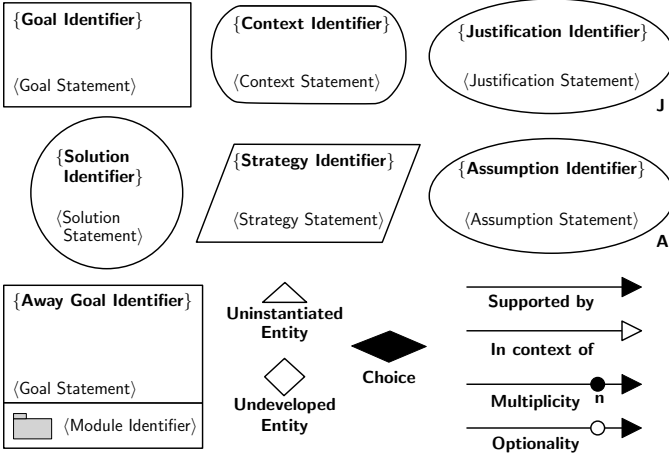 {Goal Identifier}
⟨Goal Statement⟩
{Context Identifier}
⟨Context Statement⟩
{Justification Identifier}
⟨Justification Statement⟩
J
{Solution
Identifier}
⟨Solution
Statement⟩
{Strategy Identifier}
⟨Strategy Statement⟩
{Assumption Identifier}
⟨Assumption Statement⟩
A
{Away Goal Identifier}
⟨Goal Statement⟩
⟨Module Identifier⟩
Uninstantiated
Entity
Undeveloped
Entity
Choice
Supported by
In context of
Multiplicity n
Optionality